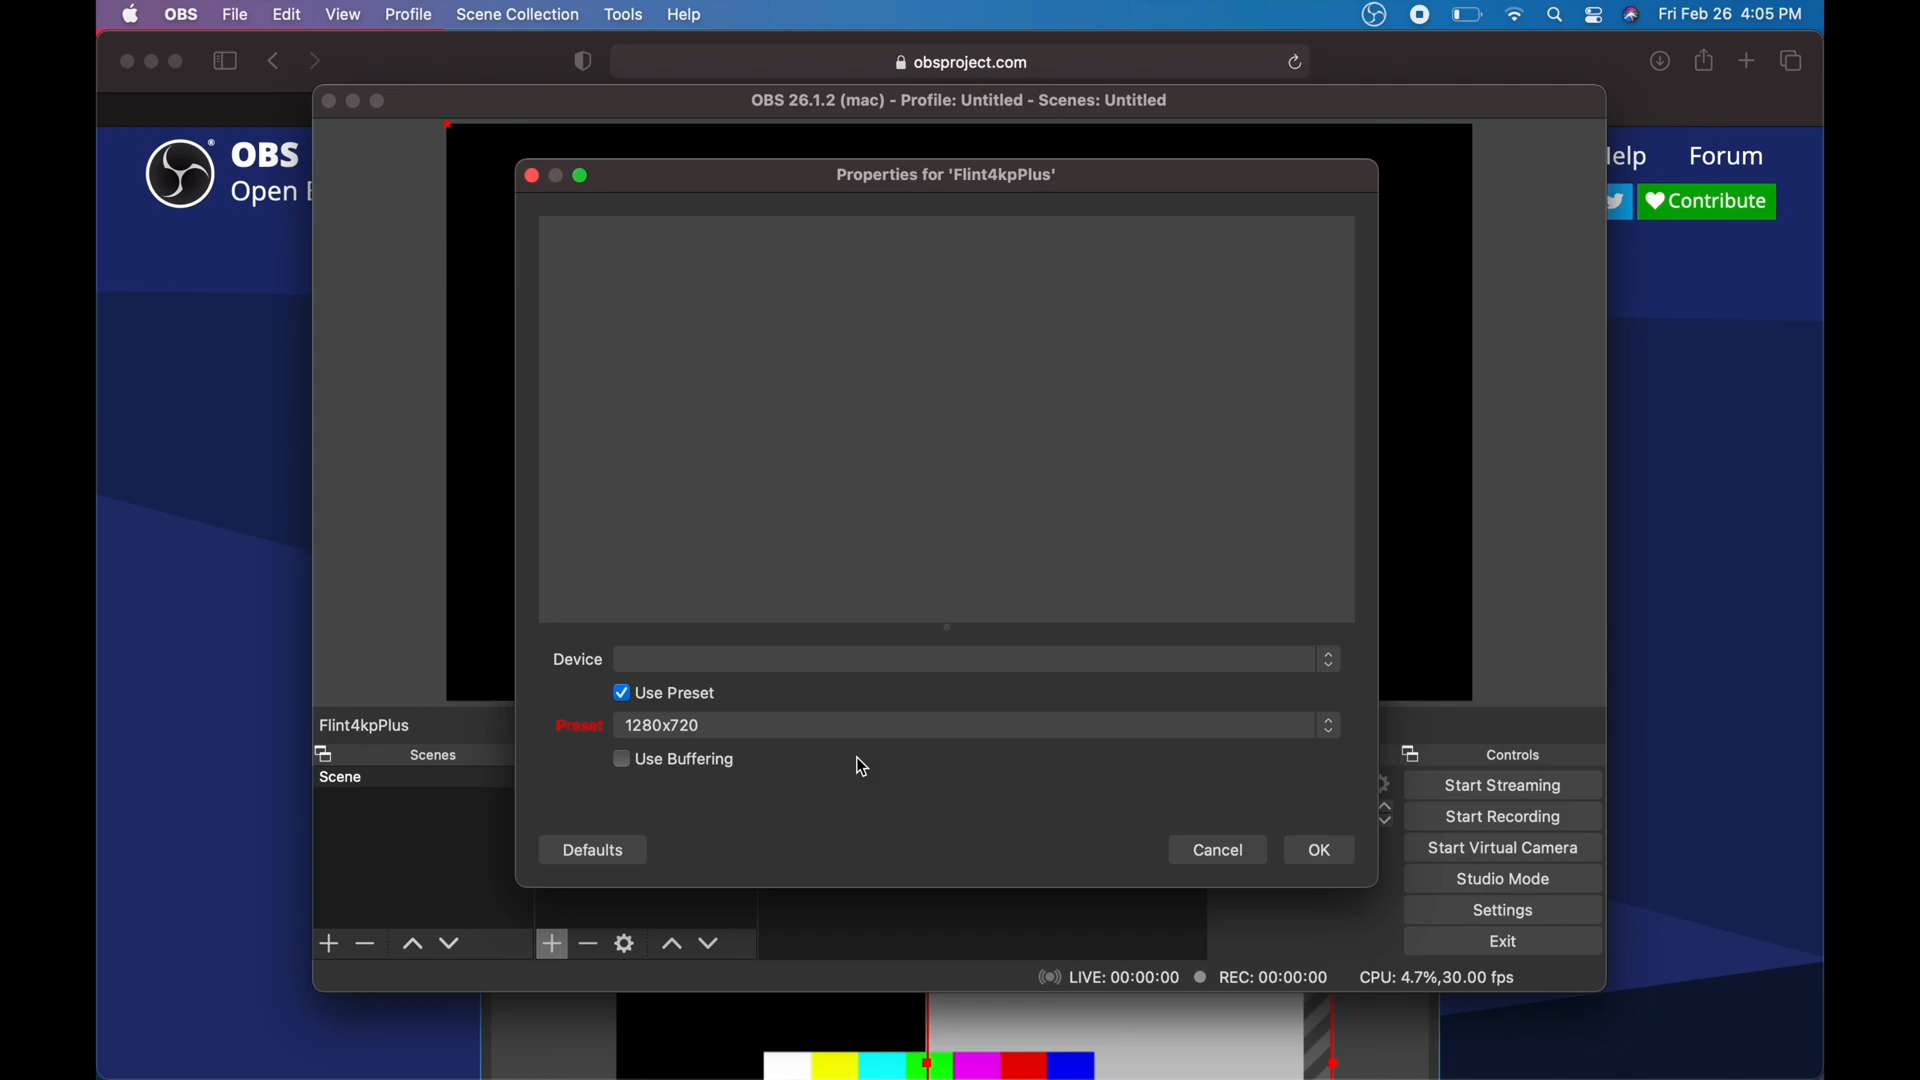 OBS File Edit View Profile Scene Collection Tools Help Fri Feb 26 4:05 PM
obsproject.com
OBS 26.1.2 (mac) - Profile: Untitled - Scenes: Untitled
OBS
Open
Help Forum
Contribute
Properties for 'Flint4kpPlus'
Device
Use Preset
Preset 1280x720
Use Buffering
Defaults Cancel OK
Flint4kpPlus
Scenes
Scene
Controls
Start Streaming
Start Recording
Start Virtual Camera
Studio Mode
Settings
Exit
LIVE: 00:00:00 REC: 00:00:00 CPU: 4.7%,30.00 fps